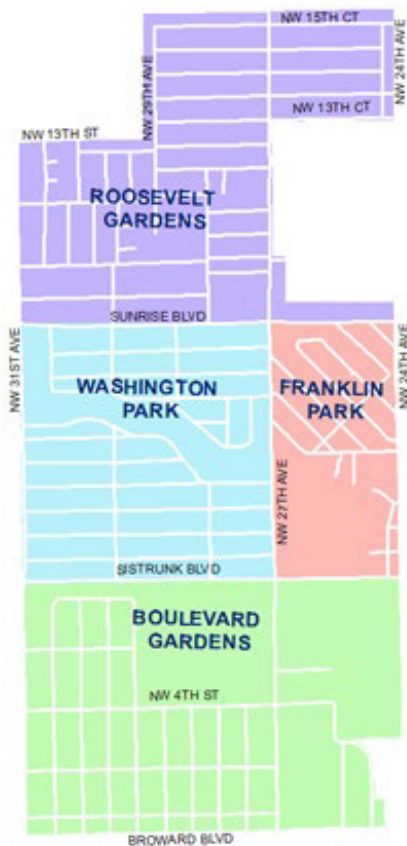 NW 15TH CT
NW 29TH AVE
NW 24TH AVE
NW 13TH CT
NW 13TH ST
ROOSEVELT
GARDENS
SUNRISE BLVD
NW 31ST AVE
WASHINGTON
PARK
FRANKLIN
PARK
NW 24TH AVE
NW 27TH AVE
SISTRUNK BLVD
BOULEVARD
GARDENS
NW 4TH ST
BROWARD BLVD